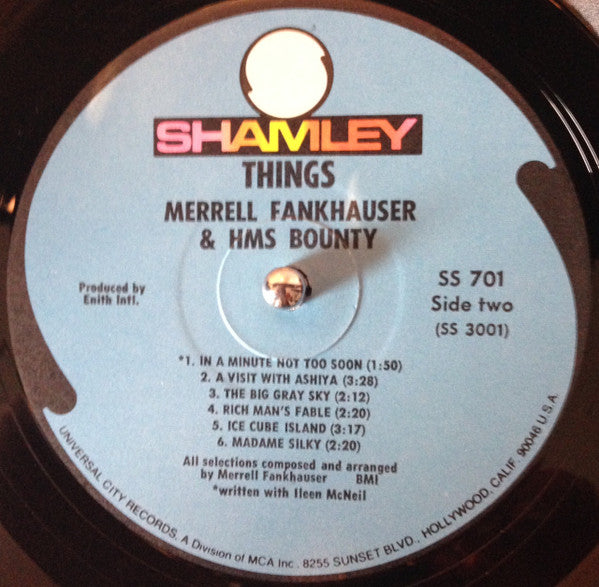 SHAMLEY
THINGS
MERRELL FANKHAUSER
& HMS BOUNTY
Produced by
Enith Intl.
SS 701
Side two
(SS 3001)
*1. IN A MINUTE NOT TOO SOON (1:50)
2. A VISIT WITH ASHIYA (3:28)
3. THE BIG GRAY SKY (2:12)
4. RICH MAN'S FABLE (2:20)
5. ICE CUBE ISLAND (3:17)
6. MADAME SILKY (2:20)
All selections composed and arranged
by Merrell Fankhauser BMI
*written with Ileen McNeil
UNIVERSAL CITY RECORDS, A Division of MCA Inc. 8255 SUNSET BLVD., HOLLYWOOD, CALIF. 90046 U.S.A.